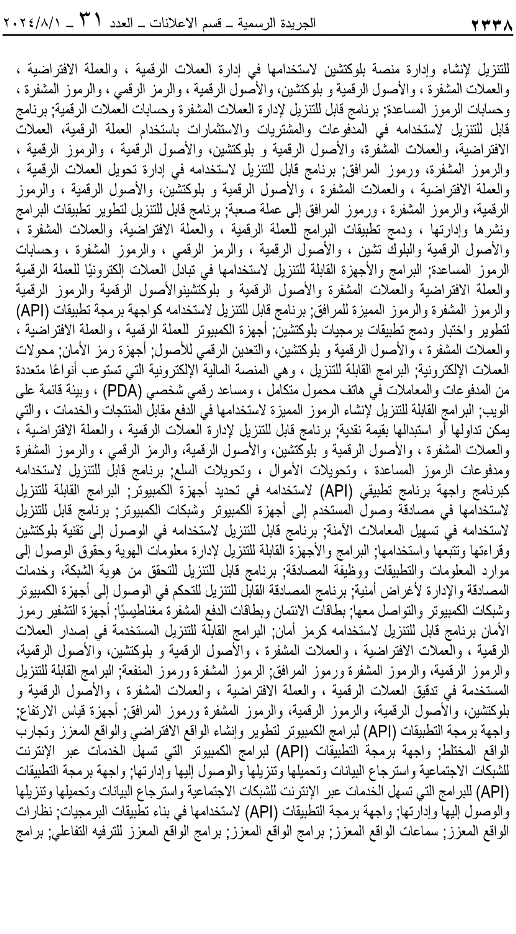 ٢٣٣٨ الجريدة الرسمية – قسم الاعلانات – العدد ٣١ – ٢٠٢٤/٨/١
للتنزيل لإنشاء وإدارة منصة بلوكتشين لاستخدامها في إدارة العملات الرقمية ، والعملة الافتراضية ،
والعملات المشفرة ، والأصول الرقمية و بلوكتشين، والأصول الرقمية ، والرمز الرقمي ، والرموز المشفرة ،
وحسابات الرموز المساعدة; برنامج قابل للتنزيل لإدارة العملات المشفرة وحسابات العملات الرقمية; برنامج
قابل للتنزيل لاستخدامه في المدفوعات والمشتريات والاستثمارات باستخدام العملة الرقمية، العملات
الافتراضية، والعملات المشفرة، والأصول الرقمية و بلوكتشين، والأصول الرقمية ، والرموز الرقمية ،
والرموز المشفرة، ورموز المرافق; برنامج قابل للتنزيل لاستخدامه في إدارة تحويل العملات الرقمية ،
والعملة الافتراضية ، والعملات المشفرة ، والأصول الرقمية و بلوكتشين، والأصول الرقمية ، والرموز
الرقمية، والرموز المشفرة ، ورموز المرافق إلى عملة صعبة; برنامج قابل للتنزيل لتطوير تطبيقات البرامج
ونشرها وإدارتها ، ودمج تطبيقات البرامج للعملة الرقمية ، والعملة الافتراضية، والعملات المشفرة ،
والأصول الرقمية والبلوك تشين ، والأصول الرقمية ، والرمز الرقمي ، والرموز المشفرة ، وحسابات
الرموز المساعدة; البرامج والأجهزة القابلة للتنزيل لاستخدامها في تبادل العملات إلكترونيًا للعملة الرقمية
والعملة الافتراضية والعملات المشفرة والأصول الرقمية و بلوكتشينوالأصول الرقمية والرموز الرقمية
والرموز المشفرة والرموز المميزة للمرافق; برنامج قابل للتنزيل لاستخدامه كواجهة برمجة تطبيقات (API)
لتطوير واختبار ودمج تطبيقات برمجيات بلوكتشين; أجهزة الكمبيوتر للعملة الرقمية ، والعملة الافتراضية ،
والعملات المشفرة ، والأصول الرقمية و بلوكتشين، والتعدين الرقمي للأصول; أجهزة رمز الأمان; محولات
العملات الإلكترونية; البرامج القابلة للتنزيل ، وهي المنصة المالية الإلكترونية التي تستوعب أنواعًا متعددة
من المدفوعات والمعاملات في هاتف محمول متكامل ، ومساعد رقمي شخصي (PDA) ، وبيئة قائمة على
الويب; البرامج القابلة للتنزيل لإنشاء الرموز المميزة لاستخدامها في الدفع مقابل المنتجات والخدمات ، والتي
يمكن تداولها أو استبدالها بقيمة نقدية; برنامج قابل للتنزيل لإدارة العملات الرقمية ، والعملة الافتراضية ،
والعملات المشفرة ، والأصول الرقمية و بلوكتشين، والأصول الرقمية، والرمز الرقمي ، والرموز المشفرة
ومدفوعات الرموز المساعدة ، وتحويلات الأموال ، وتحويلات السلع; برنامج قابل للتنزيل لاستخدامه
كبرنامج واجهة برنامج تطبيقي (API) لاستخدامه في تحديد أجهزة الكمبيوتر; البرامج القابلة للتنزيل
لاستخدامها في مصادقة وصول المستخدم إلى أجهزة الكمبيوتر وشبكات الكمبيوتر; برنامج قابل للتنزيل
لاستخدامه في تسهيل المعاملات الآمنة; برنامج قابل للتنزيل لاستخدامه في الوصول إلى تقنية بلوكتشين
وقراءتها وتتبعها واستخدامها; البرامج والأجهزة القابلة للتنزيل لإدارة معلومات الهوية وحقوق الوصول إلى
موارد المعلومات والتطبيقات ووظيفة المصادقة; برنامج قابل للتنزيل للتحقق من هوية الشبكة، وخدمات
المصادقة والإدارة لأغراض أمنية; برنامج المصادقة القابل للتنزيل للتحكم في الوصول إلى أجهزة الكمبيوتر
وشبكات الكمبيوتر والتواصل معها; بطاقات الائتمان وبطاقات الدفع المشفرة مغناطيسيًا; أجهزة التشفير رموز
الأمان برنامج قابل للتنزيل لاستخدامه كرمز أمان; البرامج القابلة للتنزيل المستخدمة في إصدار العملات
الرقمية ، والعملات الافتراضية ، والعملات المشفرة ، والأصول الرقمية و بلوكتشين، والأصول الرقمية،
والرموز الرقمية، والرموز المشفرة ورموز المرافق; الرموز المشفرة ورموز المنفعة; البرامج القابلة للتنزيل
المستخدمة في تدقيق العملات الرقمية ، والعملة الافتراضية ، والعملات المشفرة ، والأصول الرقمية و
بلوكتشين، والأصول الرقمية، والرموز الرقمية، والرموز المشفرة ورموز المرافق; أجهزة قياس الارتفاع;
واجهة برمجة التطبيقات (API) لبرامج الكمبيوتر لتطوير وإنشاء الواقع الافتراضي والواقع المعزز وتجارب
الواقع المختلط; واجهة برمجة التطبيقات (API) لبرامج الكمبيوتر التي تسهل الخدمات عبر الإنترنت
للشبكات الاجتماعية واسترجاع البيانات وتحميلها وتنزيلها والوصول إليها وإدارتها; واجهة برمجة التطبيقات
(API) للبرامج التي تسهل الخدمات عبر الإنترنت للشبكات الاجتماعية واسترجاع البيانات وتحميلها وتنزيلها
والوصول إليها وإدارتها; واجهة برمجة التطبيقات (API) لاستخدامها في بناء تطبيقات البرمجيات; نظارات
الواقع المعزز; سماعات الواقع المعزز; برامج الواقع المعزز; برامج الواقع المعزز للترفيه التفاعلي; برامج